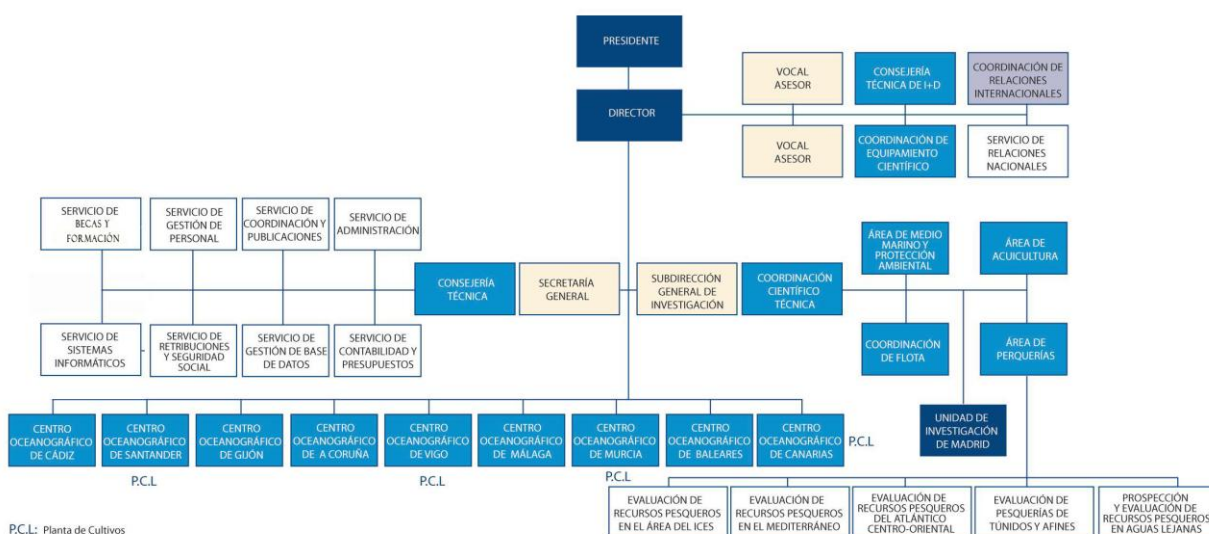 PRESIDENTE
DIRECTOR
VOCAL
ASESOR
CONSEJERÍA
TÉCNICA DE I+D
COORDINACIÓN DE
RELACIONES
INTERNACIONALES
VOCAL
ASESOR
COORDINACIÓN DE
EQUIPAMIENTO
CIENTÍFICO
SERVICIO DE
RELACIONES
NACIONALES
SERVICIO DE
BECAS Y
FORMACIÓN
SERVICIO DE
GESTIÓN DE
PERSONAL
SERVICIO DE
COORDINACIÓN Y
PUBLICACIONES
SERVICIO DE
ADMINISTRACIÓN
ÁREA DE MEDIO
MARINO Y
PROTECCIÓN
AMBIENTAL
ÁREA DE
ACUICULTURA
CONSEJERÍA
TÉCNICA
SECRETARÍA
GENERAL
SUBDIRECCIÓN
GENERAL DE
INVESTIGACIÓN
COORDINACIÓN
CIENTÍFICO
TÉCNICA
SERVICIO DE
SISTEMAS
INFORMÁTICOS
SERVICIO DE
RETRIBUCIONES
Y SEGURIDAD
SOCIAL
SERVICIO DE
GESTIÓN DE BASE
DE DATOS
SERVICIO DE
CONTABILIDAD Y
PRESUPUESTOS
COORDINACIÓN
DE FLOTA
ÁREA DE
PERQUERÍAS
CENTRO
OCEANOGRÁFICO
DE CÁDIZ
CENTRO
OCEANOGRÁFICO
DE SANTANDER
CENTRO
OCEANOGRÁFICO
DE GIJÓN
CENTRO
OCEANOGRÁFICO
DE A CORUÑA
CENTRO
OCEANOGRÁFICO
DE VIGO
CENTRO
OCEANOGRÁFICO
DE MÁLAGA
CENTRO
OCEANOGRÁFICO
DE MURCIA
CENTRO
OCEANOGRÁFICO
DE BALEARES
CENTRO
OCEANOGRÁFICO
DE CANARIAS
P.C.L
UNIDAD DE
INVESTIGACIÓN
DE MADRID
P.C.L
P.C.L
P.C.L
EVALUACIÓN DE
RECURSOS PESQUEROS
EN EL ÁREA DEL ICES
EVALUACIÓN DE
RECURSOS PESQUEROS
EN EL MEDITERRÁNEO
EVALUACIÓN DE
RECURSOS PESQUEROS
DEL ATLÁNTICO
CENTRO-ORIENTAL
EVALUACIÓN DE
PESQUERÍAS DE
TÚNIDOS Y AFINES
PROSPECCIÓN
Y EVALUACIÓN DE
RECURSOS PESQUEROS
EN AGUAS LEJANAS
P.C.L: Planta de Cultivos